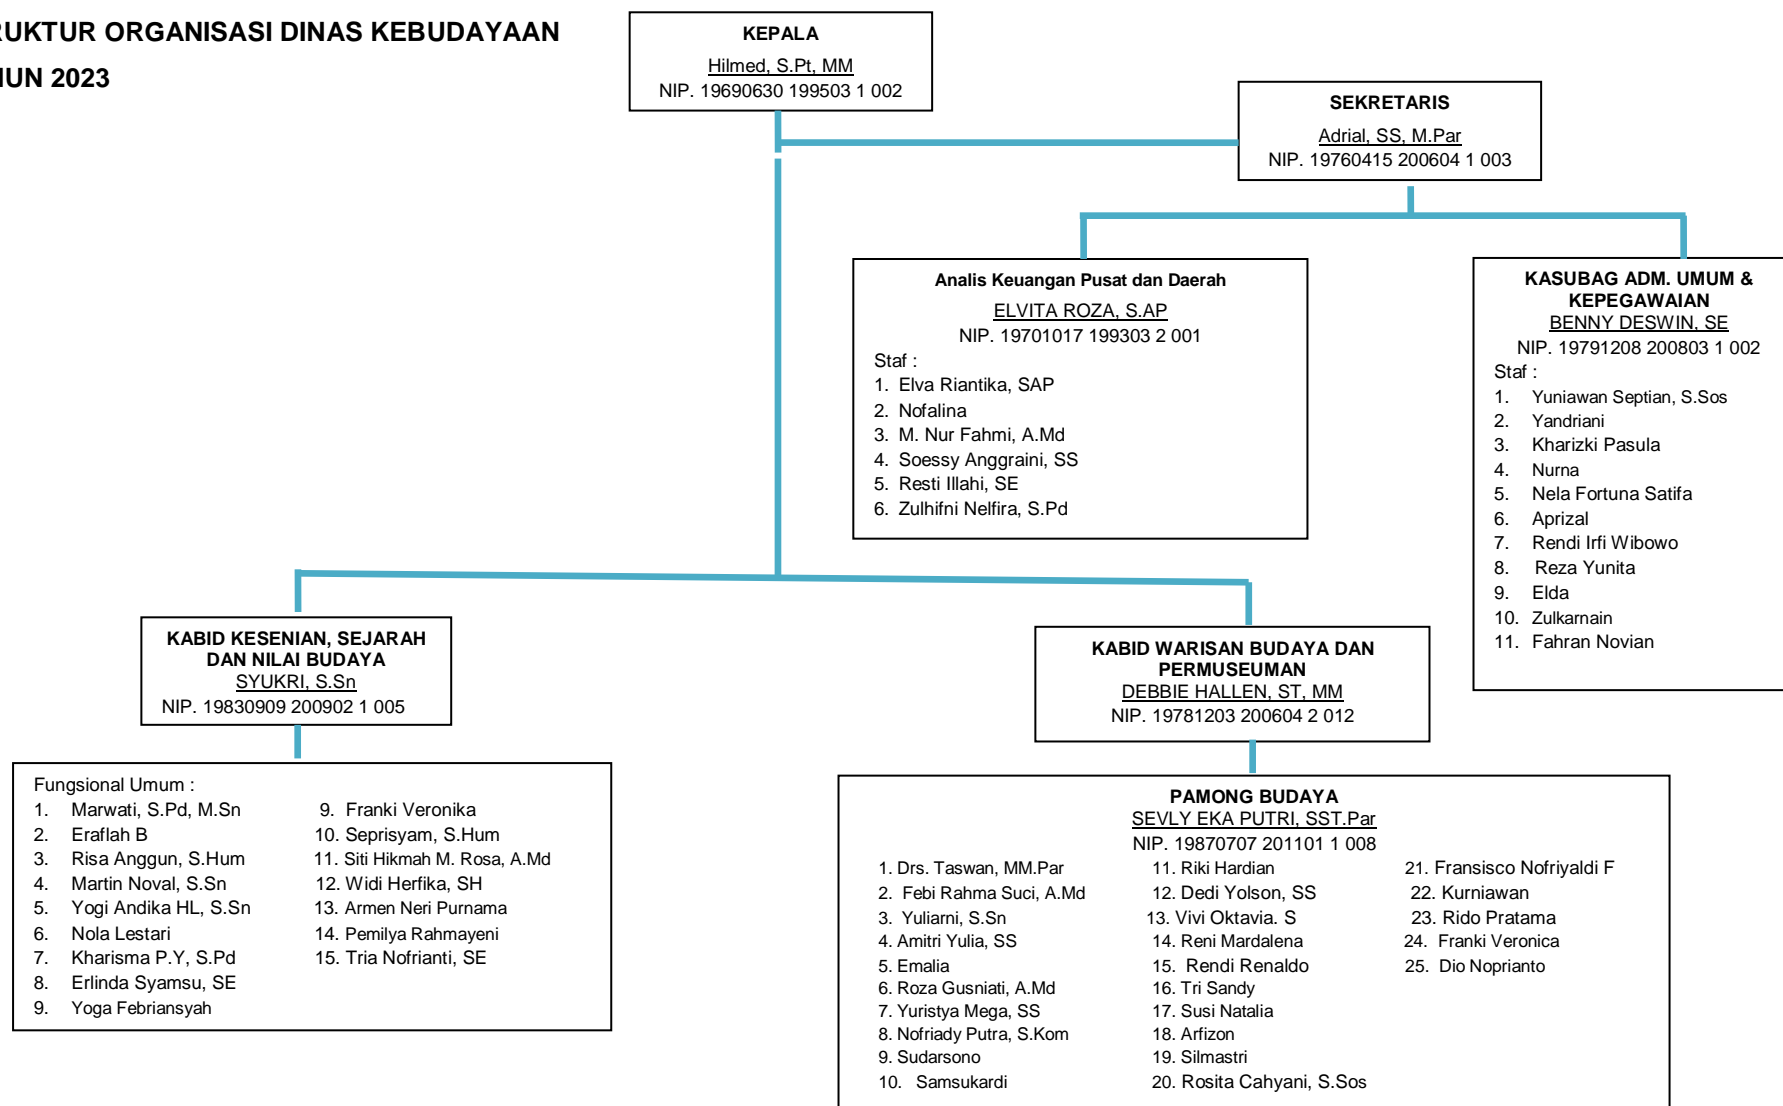 RUKTUR ORGANISASI DINAS KEBUDAYAAN
HUN 2023
KEPALA
Hilmed, S.Pt, MM
NIP. 19690630 199503 1 002
SEKRETARIS
Adrial, SS, M.Par
NIP. 19760415 200604 1 003
Analis Keuangan Pusat dan Daerah
ELVITA ROZA, S.AP
NIP. 19701017 199303 2 001
Staf :
1. Elva Riantika, SAP
2. Nofalina
3. M. Nur Fahmi, A.Md
4. Soessy Anggraini, SS
5. Resti Illahi, SE
6. Zulhifni Nelfira, S.Pd
KASUBAG ADM. UMUM &
KEPEGAWAIAN
BENNY DESWIN, SE
NIP. 19791208 200803 1 002
Staf :
1. Yuniawan Septian, S.Sos
2. Yandriani
3. Kharizki Pasula
4. Nurna
5. Nela Fortuna Satifa
6. Aprizal
7. Rendi Irfi Wibowo
8. Reza Yunita
9. Elda
10. Zulkarnain
11. Fahran Novian
KABID KESENIAN, SEJARAH
DAN NILAI BUDAYA
SYUKRI, S.Sn
NIP. 19830909 200902 1 005
Fungsional Umum :
1. Marwati, S.Pd, M.Sn
2. Eraflah B
3. Risa Anggun, S.Hum
4. Martin Noval, S.Sn
5. Yogi Andika HL, S.Sn
6. Nola Lestari
7. Kharisma P.Y, S.Pd
8. Erlinda Syamsu, SE
9. Yoga Febriansyah
9. Franki Veronika
10. Seprisyam, S.Hum
11. Siti Hikmah M. Rosa, A.Md
12. Widi Herfika, SH
13. Armen Neri Purnama
14. Pemilya Rahmayeni
15. Tria Nofrianti, SE
KABID WARISAN BUDAYA DAN
PERMUSEUMAN
DEBBIE HALLEN, ST, MM
NIP. 19781203 200604 2 012
PAMONG BUDAYA
SEVLY EKA PUTRI, SST.Par
NIP. 19870707 201101 1 008
1. Drs. Taswan, MM.Par
2. Febi Rahma Suci, A.Md
3. Yuliarni, S.Sn
4. Amitri Yulia, SS
5. Emalia
6. Roza Gusniati, A.Md
7. Yuristya Mega, SS
8. Nofriady Putra, S.Kom
9. Sudarsono
10. Samsukardi
11. Riki Hardian
12. Dedi Yolson, SS
13. Vivi Oktavia. S
14. Reni Mardalena
15. Rendi Renaldo
16. Tri Sandy
17. Susi Natalia
18. Arfizon
19. Silmastri
20. Rosita Cahyani, S.Sos
21. Fransisco Nofriyaldi F
22. Kurniawan
23. Rido Pratama
24. Franki Veronica
25. Dio Noprianto